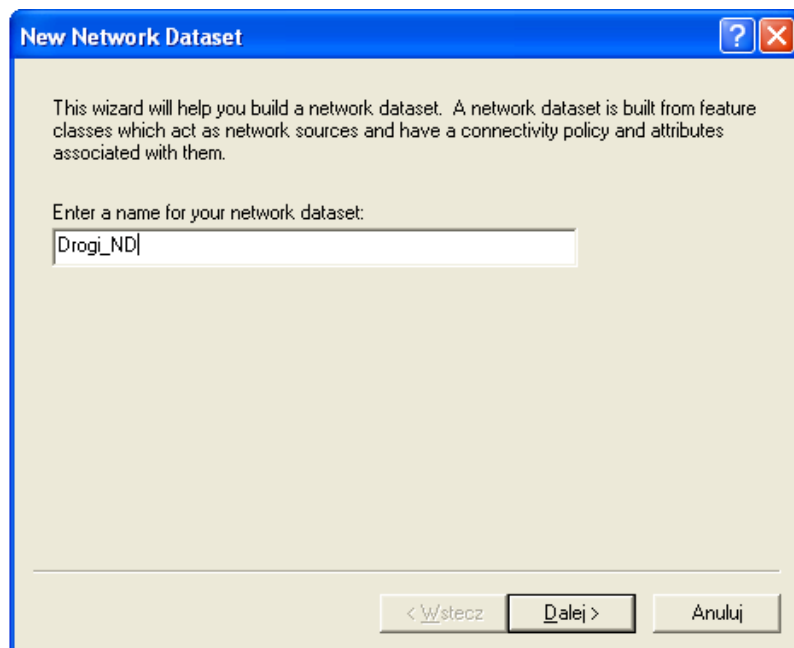 New Network Dataset
This wizard will help you build a network dataset. A network dataset is built from feature
classes which act as network sources and have a connectivity policy and attributes
associated with them.
Enter a name for your network dataset:
Drogi_ND
< Wstecz Dalej > Anuluj